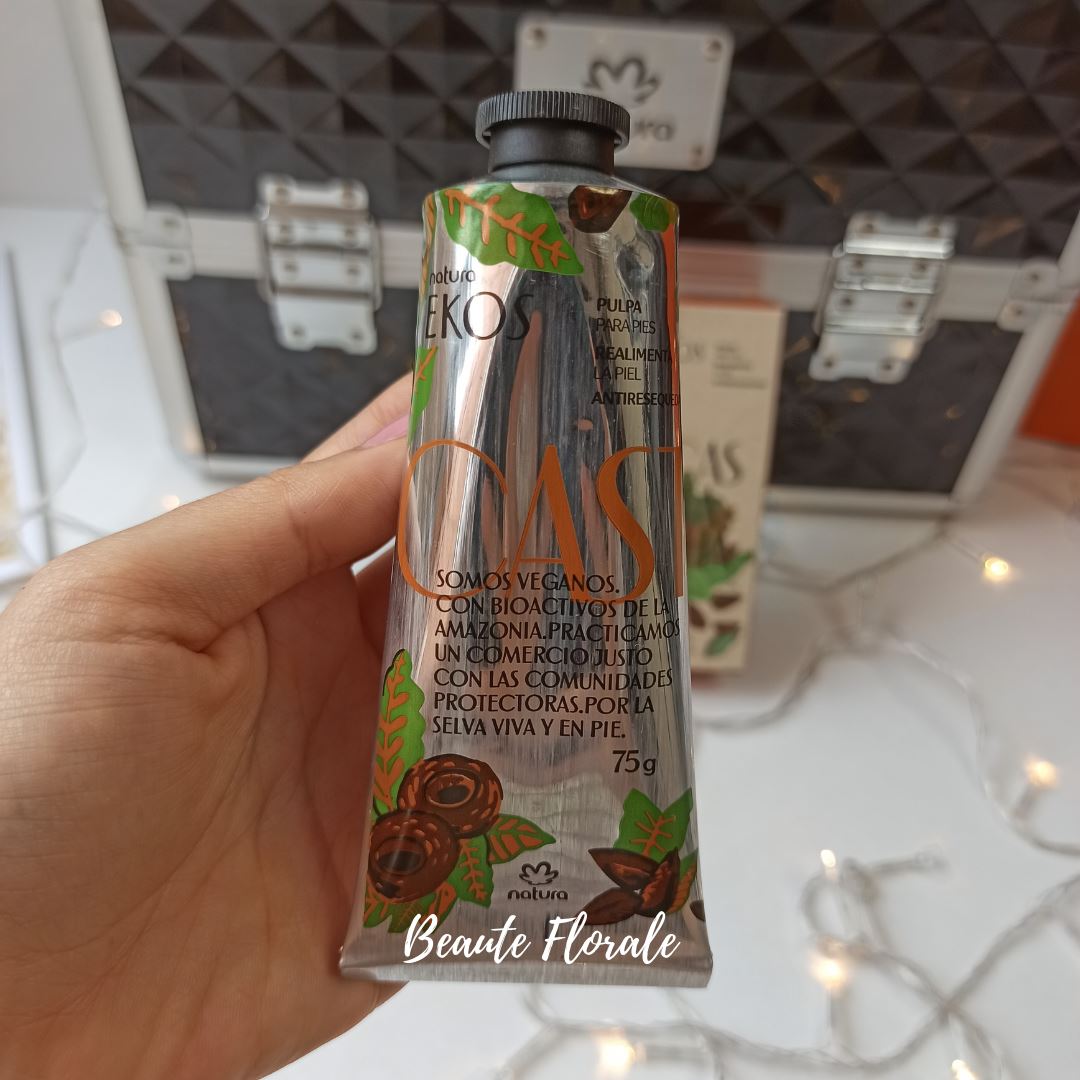 natura
EKOS
PULPA
PARA PIES
REALIMENTA
LA PIEL
ANTIRESEQUE
CAST
SOMOS VEGANOS.
CON BIOACTIVOS DE LA
AMAZONIA.PRACTICAMOS
UN COMERCIO JUSTO
CON LAS COMUNIDADES
PROTECTORAS.POR LA
SELVA VIVA Y EN PIE.
75g
natura
Beaute Florale